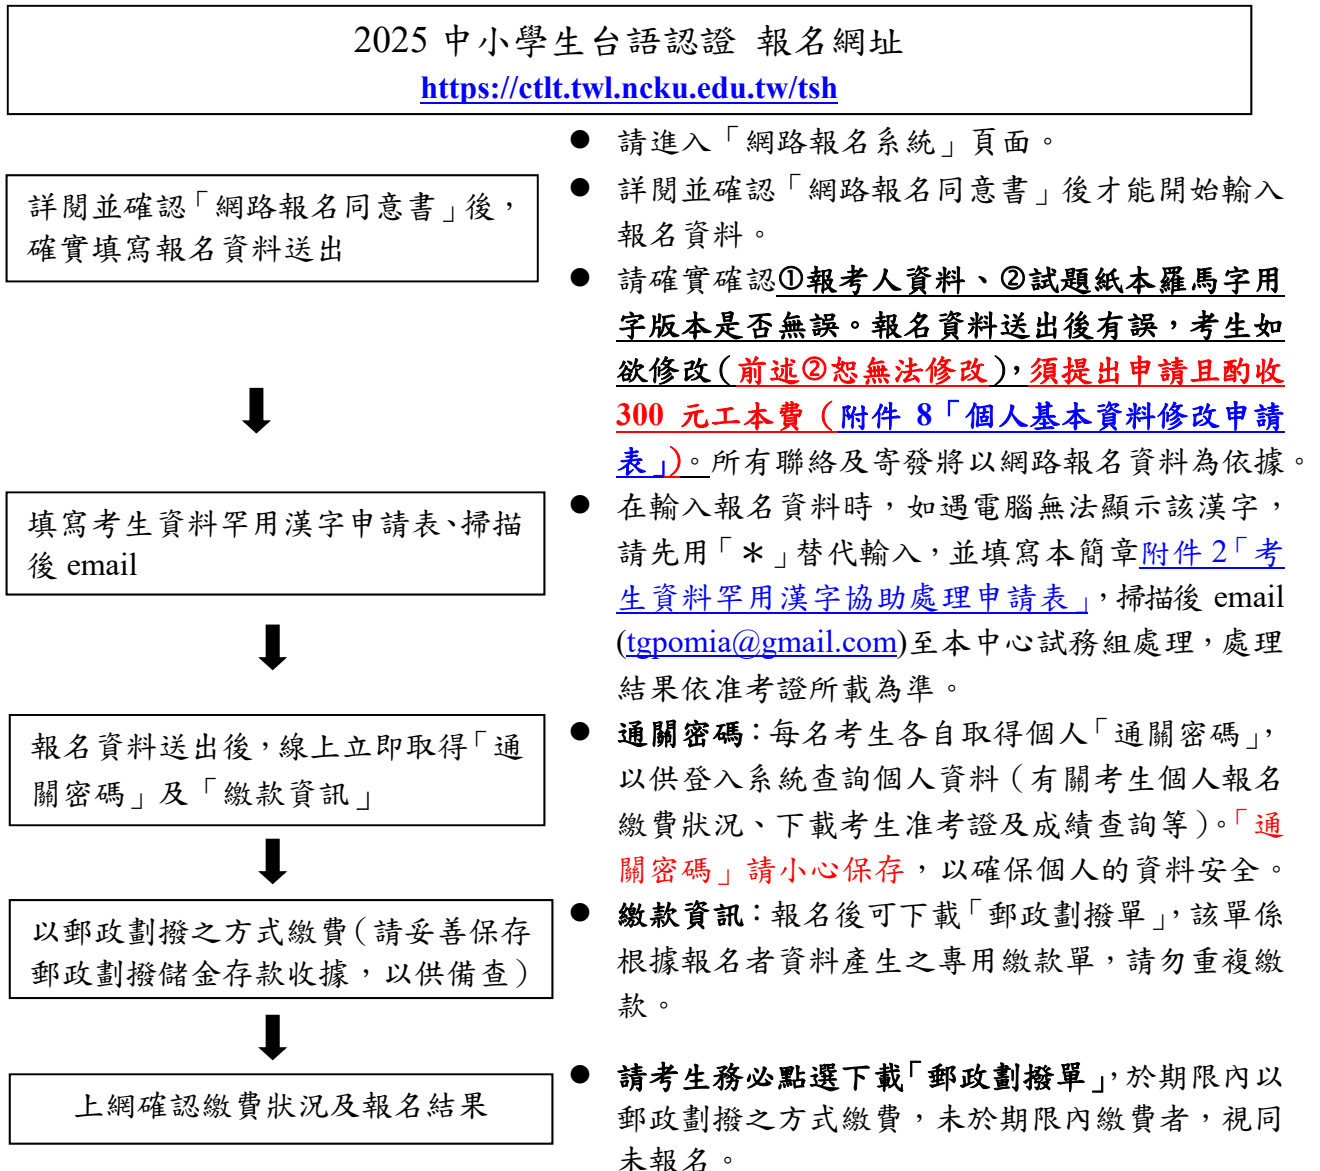 2025 中小學生台語認證 報名網址
https://ctlt.twl.ncku.edu.tw/tsh
詳閱並確認「網路報名同意書」後，
確實填寫報名資料送出
填寫考生資料罕用漢字申請表、掃描
後 email
報名資料送出後，線上立即取得「通
關密碼」及「繳款資訊」
以郵政劃撥之方式繳費（請妥善保存
郵政劃撥儲金存款收據，以供備查）
上網確認繳費狀況及報名結果
● 請進入「網路報名系統」頁面。
● 詳閱並確認「網路報名同意書」後才能開始輸入
報名資料。
● 請確實確認①報考人資料、②試題紙本羅馬字用
字版本是否無誤。報名資料送出後有誤，考生如
欲修改（前述②恕無法修改），須提出申請且酌收
300 元工本費（附件 8「個人基本資料修改申請
表」）。所有聯絡及寄發將以網路報名資料為依據。
● 在輸入報名資料時，如遇電腦無法顯示該漢字，
請先用「＊」替代輸入，並填寫本簡章附件 2「考
生資料罕用漢字協助處理申請表」，掃描後 email
(tgpomia@gmail.com)至本中心試務組處理，處理
結果依准考證所載為準。
● 通關密碼：每名考生各自取得個人「通關密碼」，
以供登入系統查詢個人資料（有關考生個人報名
繳費狀況、下載考生准考證及成績查詢等）。「通
關密碼」請小心保存，以確保個人的資料安全。
● 繳款資訊：報名後可下載「郵政劃撥單」，該單係
根據報名者資料產生之專用繳款單，請勿重複繳
款。
● 請考生務必點選下載「郵政劃撥單」，於期限內以
郵政劃撥之方式繳費，未於期限內繳費者，視同
未報名。